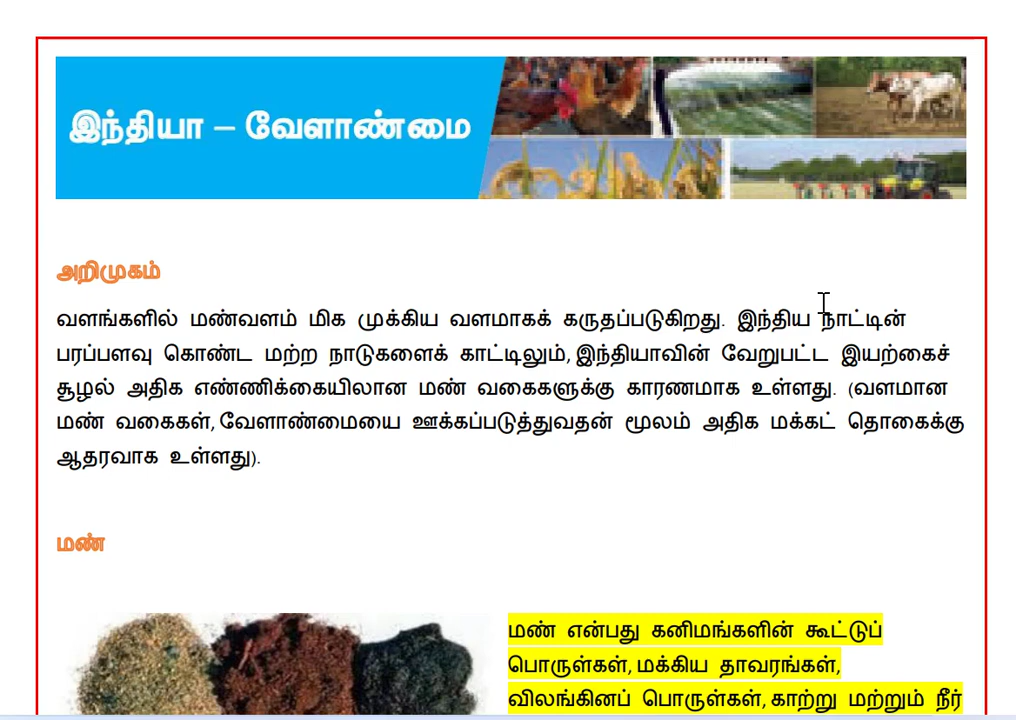 இந்தியா – வேளாண்மை
அறிமுகம்
வளங்களில் மண்வளம் மிக முக்கிய வளமாகக் கருதப்படுகிறது. இந்திய நாட்டின்
பரப்பளவு கொண்ட மற்ற நாடுகளைக் காட்டிலும், இந்தியாவின் வேறுபட்ட இயற்கைச்
சூழல் அதிக எண்ணிக்கையிலான மண் வகைகளுக்கு காரணமாக உள்ளது. (வளமான
மண் வகைகள், வேளாண்மையை ஊக்கப்படுத்துவதன் மூலம் அதிக மக்கட் தொகைக்கு
ஆதரவாக உள்ளது).
மண்
மண் என்பது கனிமங்களின் கூட்டுப்
பொருள்கள், மக்கிய தாவரங்கள்,
விலங்கினப் பொருள்கள், காற்று மற்றும் நீர்